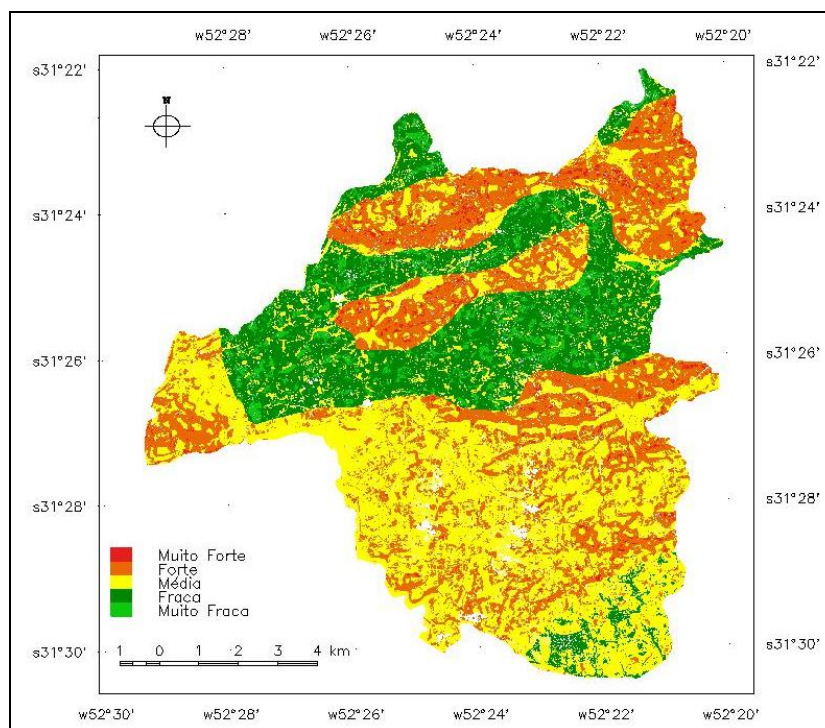 w52°28' w52°26' w52°24' w52°22' w52°20'
s31°22' s31°22'
N
s31°24' s31°24'
s31°26' s31°26'
s31°28' s31°28'
Muito Forte
Forte
Média
Fraca
Muito Fraca
s31°30' s31°30'
1 0 1 2 3 4 km
w52°30' w52°28' w52°26' w52°24' w52°22' w52°20'